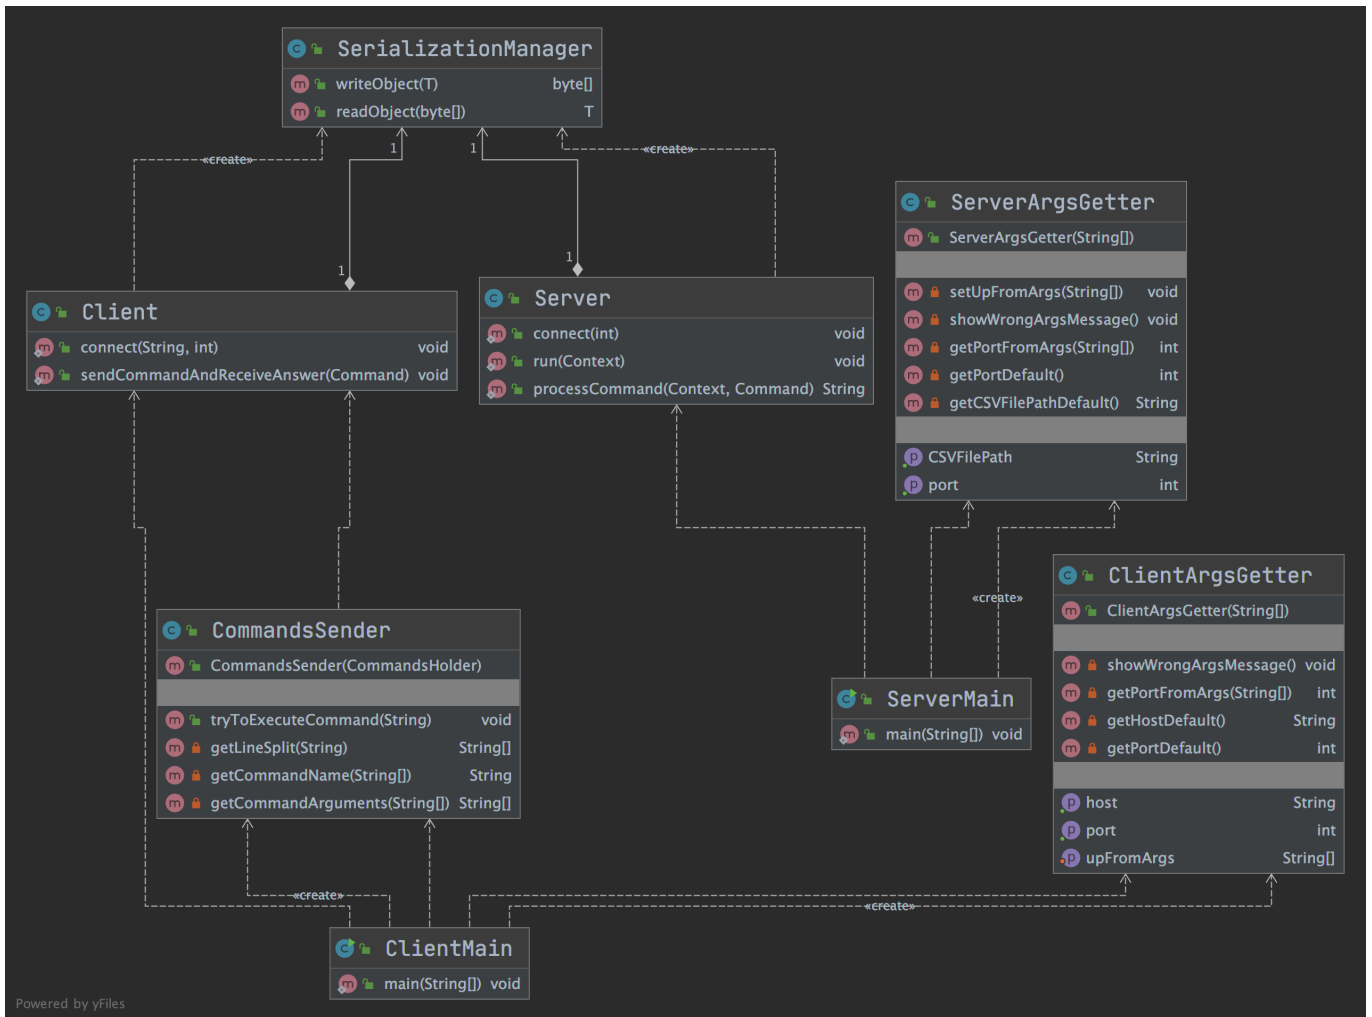 SerializationManager
writeObject(T) byte[]
readObject(byte[]) T
«create»
1
1
«create»
1
1
ServerArgsGetter
ServerArgsGetter(String[])
setUpFromArgs(String[]) void
showWrongArgsMessage() void
getPortFromArgs(String[]) int
getPortDefault() int
getCSVFilePathDefault() String
CSVFilePath String
port int
Client
connect(String, int) void
sendCommandAndReceiveAnswer(Command) void
Server
connect(int) void
run(Context) void
processCommand(Context, Command) String
«create»
ClientArgsGetter
ClientArgsGetter(String[])
showWrongArgsMessage() void
getPortFromArgs(String[]) int
getHostDefault() String
getPortDefault() int
host String
port int
upFromArgs String[]
CommandsSender
CommandsSender(CommandsHolder)
tryToExecuteCommand(String) void
getLineSplit(String) String[]
getCommandName(String[]) String
getCommandArguments(String[]) String[]
ServerMain
main(String[]) void
«create»
«create»
ClientMain
main(String[]) void
Powered by yFiles